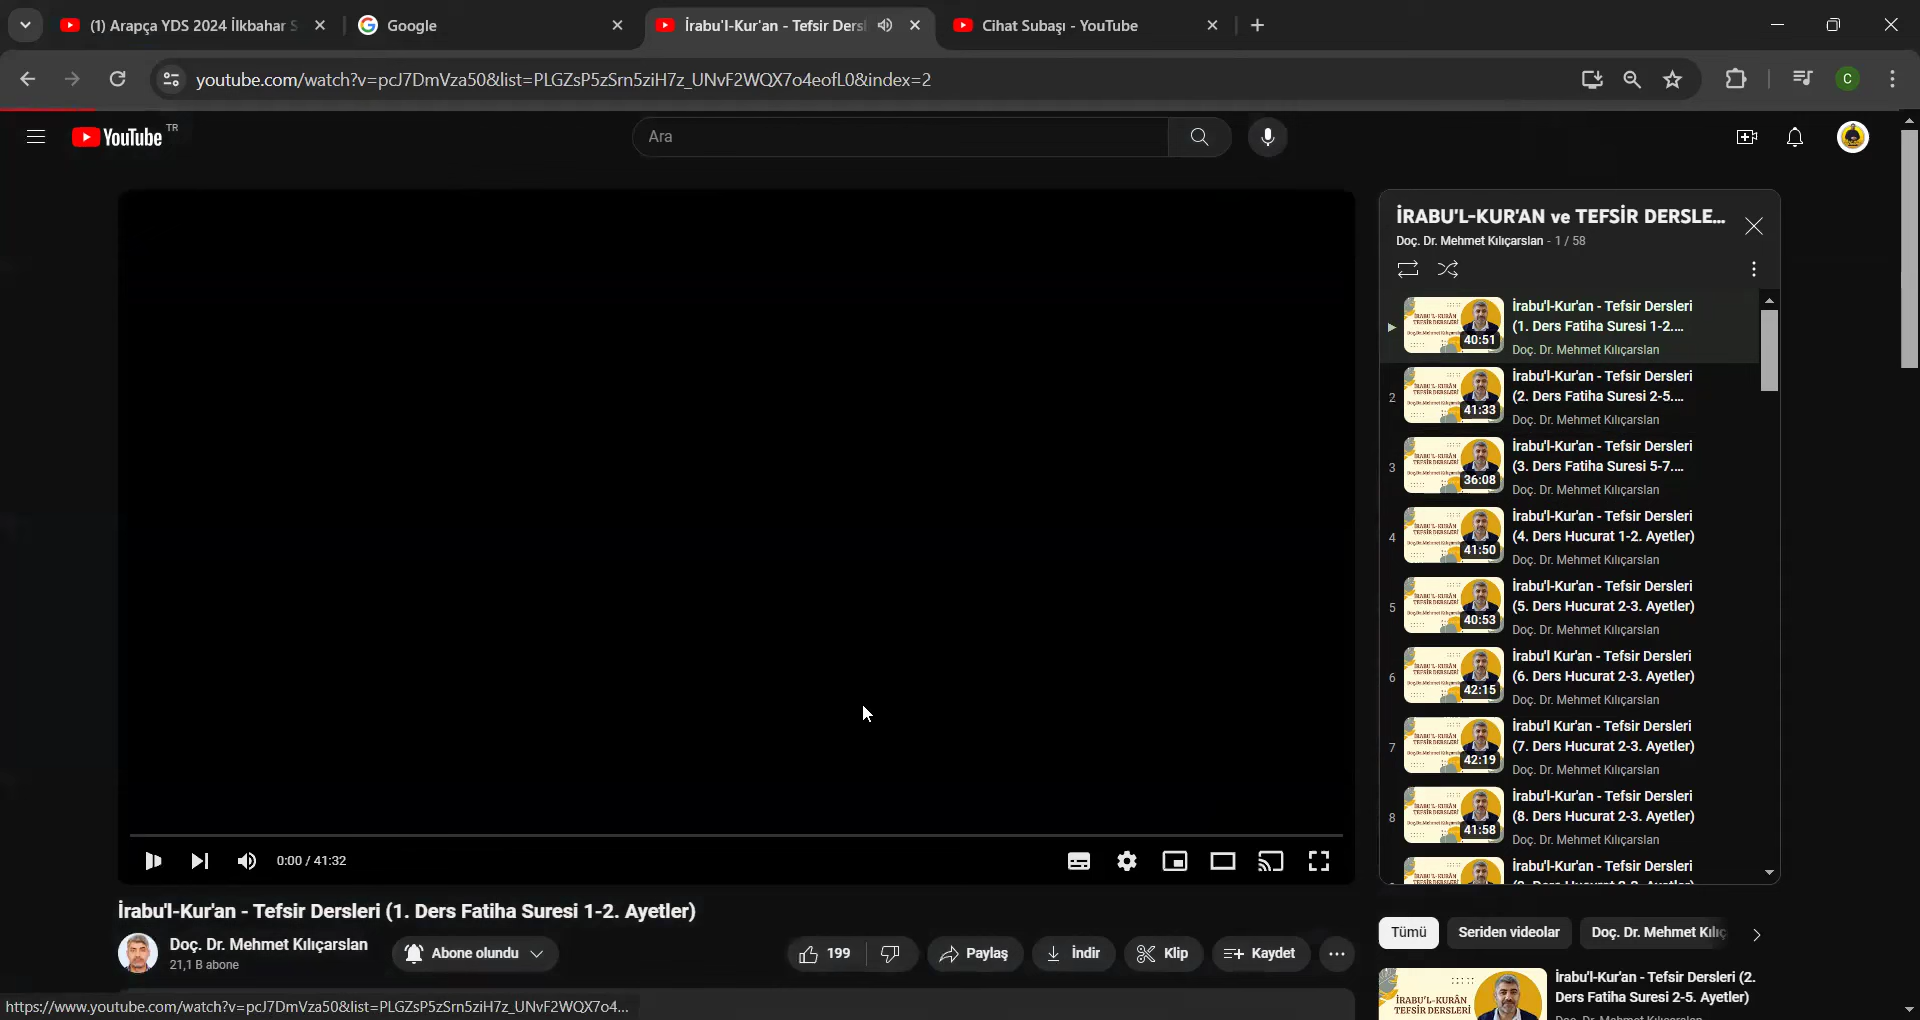 (1) Arapça YDS 2024 İlkbahar S
Google
İrabu'l-Kur'an - Tefsir Dersl
Cihat Subaşı - YouTube
youtube.com/watch?v=pcJ7DmVza50&list=PLGZsP5zSrn5ziH7z_UNvF2WQX7o4eofL0&index=2
C
YouTube TR
Ara
İRABU'L-KUR'AN ve TEFSİR DERSLE...
Doç. Dr. Mehmet Kılıçarslan - 1 / 58
40:51
İrabu'l-Kur'an - Tefsir Dersleri
(1. Ders Fatiha Suresi 1-2....
Doç. Dr. Mehmet Kılıçarslan
2
41:33
İrabu'l-Kur'an - Tefsir Dersleri
(2. Ders Fatiha Suresi 2-5....
Doç. Dr. Mehmet Kılıçarslan
3
36:08
İrabu'l-Kur'an - Tefsir Dersleri
(3. Ders Fatiha Suresi 5-7....
Doç. Dr. Mehmet Kılıçarslan
4
41:50
İrabu'l-Kur'an - Tefsir Dersleri
(4. Ders Hucurat 1-2. Ayetler)
Doç. Dr. Mehmet Kılıçarslan
5
40:53
İrabu'l-Kur'an - Tefsir Dersleri
(5. Ders Hucurat 2-3. Ayetler)
Doç. Dr. Mehmet Kılıçarslan
6
42:15
İrabu'l Kur'an - Tefsir Dersleri
(6. Ders Hucurat 2-3. Ayetler)
Doç. Dr. Mehmet Kılıçarslan
7
42:19
İrabu'l Kur'an - Tefsir Dersleri
(7. Ders Hucurat 2-3. Ayetler)
Doç. Dr. Mehmet Kılıçarslan
8
41:58
İrabu'l-Kur'an - Tefsir Dersleri
(8. Ders Hucurat 2-3. Ayetler)
Doç. Dr. Mehmet Kılıçarslan
İrabu'l-Kur'an - Tefsir Dersleri
0:00 / 41:32
İrabu'l-Kur'an - Tefsir Dersleri (1. Ders Fatiha Suresi 1-2. Ayetler)
Doç. Dr. Mehmet Kılıçarslan
21,1 B abone
Abone olundu
199
Paylaş
İndir
Klip
Kaydet
Tümü
Seriden videolar
Doç. Dr. Mehmet Kılıç
İRABU'L-KURÂN
TEFSİR DERSLERİ
İrabu'l-Kur'an - Tefsir Dersleri (2.
Ders Fatiha Suresi 2-5. Ayetler)
https://www.youtube.com/watch?v=pcJ7DmVza50&list=PLGZsP5zSrn5ziH7z_UNvF2WQX7o4...